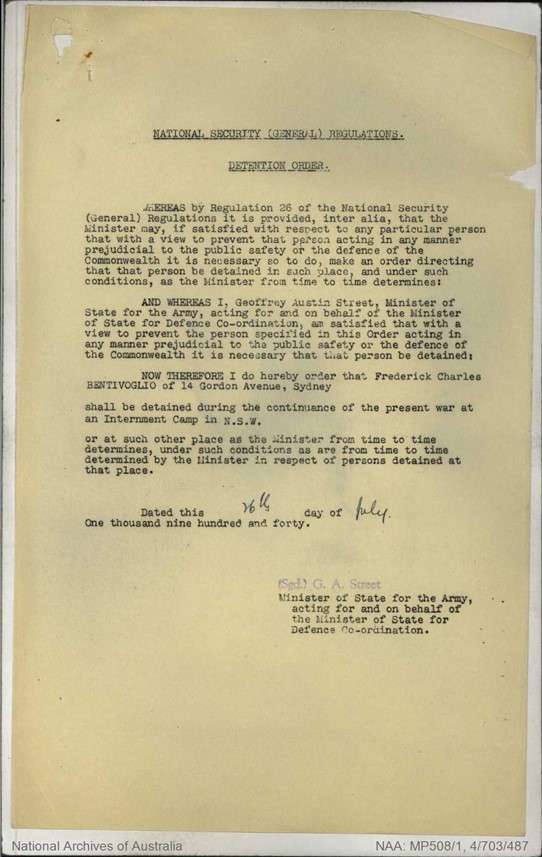 NATIONAL SECURITY (GENERAL) REGULATIONS.
DETENTION ORDER.
WHEREAS by Regulation 26 of the National Security
(General) Regulations it is provided, inter alia, that the
Minister may, if satisfied with respect to any particular person
that with a view to prevent that person acting in any manner
prejudicial to the public safety or the defence of the
Commonwealth it is necessary so to do, make an order directing
that that person be detained in such place, and under such
conditions, as the Minister from time to time determines:
AND WHEREAS I, Geoffrey Austin Street, Minister of
State for the Army, acting for and on behalf of the Minister
of State for Defence Co-ordination, am satisfied that with a
view to prevent the person specified in this Order acting in
any manner prejudicial to the public safety or the defence of
the Commonwealth it is necessary that that person be detained:
NOW THEREFORE I do hereby order that Frederick Charles
BENTIVOGLIO of 14 Gordon Avenue, Sydney
shall be detained during the continuance of the present war at
an Internment Camp in N.S.W.
or at such other place as the Minister from time to time
determines, under such conditions as are from time to time
determined by the Minister in respect of persons detained at
that place.
Dated this 26th day of July.
One thousand nine hundred and forty.
(Sgd.) G. A. Street
Minister of State for the Army,
acting for and on behalf of
the Minister of State for
Defence Co-ordination.
National Archives of Australia
NAA: MP508/1, 4/703/487